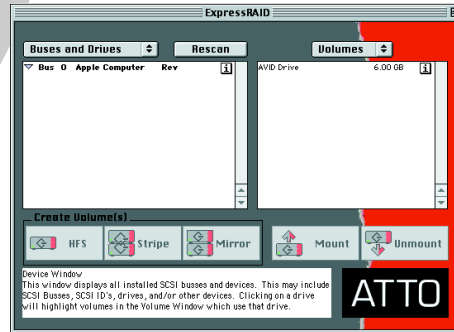 ExpressRAID
Buses and Drives
Rescan
Volumes
Bus 0 Apple Computer Rev
AVID Drive 6.00 GB
Create Volume(s)
HFS
Stripe
Mirror
Mount
Unmount
Device Window
This window displays all installed SCSI busses and devices. This may include
SCSI Busses, SCSI ID's, drives, and/or other devices. Clicking on a drive
will highlight volumes in the Volume Window which use that drive.
ATTO